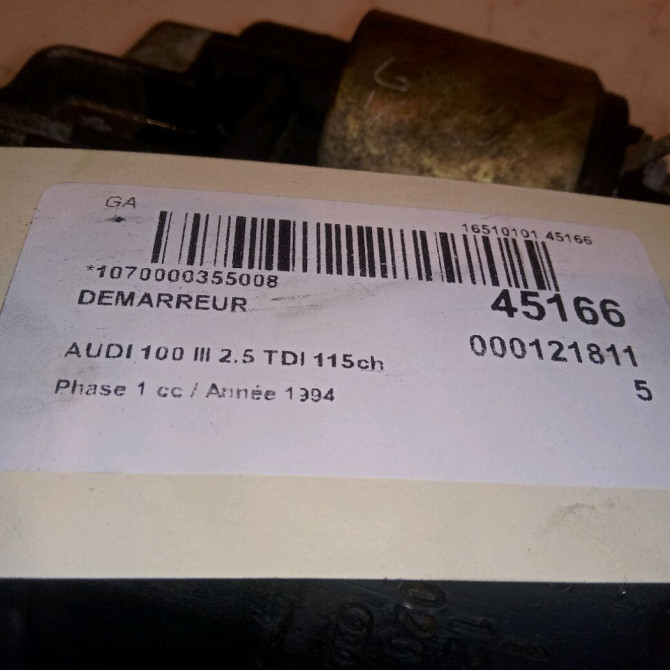 GA
16510101 45166
*1070000355008
DEMARREUR
45166
AUDI 100 III 2.5 TDI 115ch
000121811
5
Phase 1 cc / Année 1994